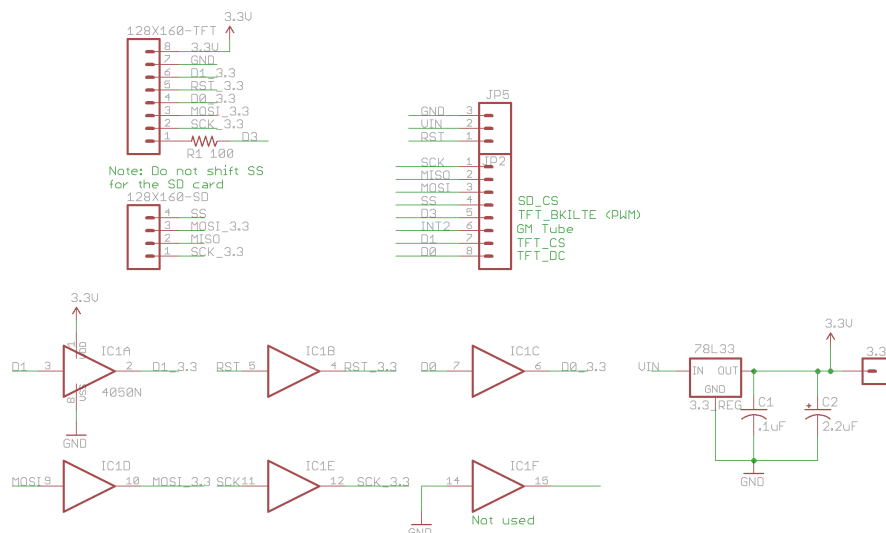 3.3V
128X160-TFT
8 3.3V
7 GND
6 D1_3.3
5 RST_3.3
4 D0_3.3
3 MOSI_3.3
2 SCK_3.3
1 D3
R1 100
Note: Do not shift SS
for the SD card
128X160-SD
4 SS
3 MOSI_3.3
2 MISO
1 SCK_3.3
JP5
GND 3
VIN 2
RST 1
JP2
SCK 1
MISO 2
MOSI 3
SS 4 SD_CS
D3 5 TFT_BKILTE (PWM)
INT2 6 GM Tube
D1 7 TFT_CS
D0 8 TFT_DC
3.3V
IC1A
1 VDD
D1 3 2 D1_3.3
4050N
8 VSS
GND
IC1B
RST 5 4 RST_3.3
IC1C
D0 7 6 D0_3.3
3.3V
78L33
3.3
VIN IN OUT
GND
3.3_REG
C1
.1uF
+ C2
2.2uF
GND
IC1D
MOSI 9 10 MOSI_3.3
IC1E
SCK 11 12 SCK_3.3
IC1F
14 15
GND
Not used